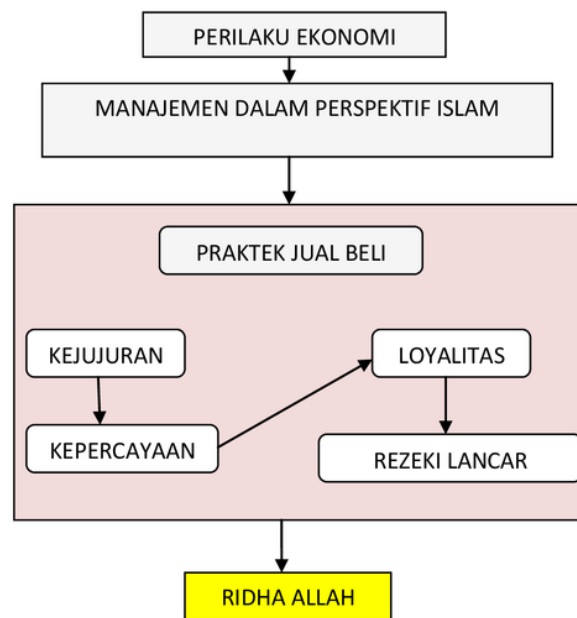 PERILAKU EKONOMI
MANAJEMEN DALAM PERSPEKTIF ISLAM
PRAKTEK JUAL BELI
KEJUJURAN
KEPERCAYAAN
LOYALITAS
REZEKI LANCAR
RIDHA ALLAH